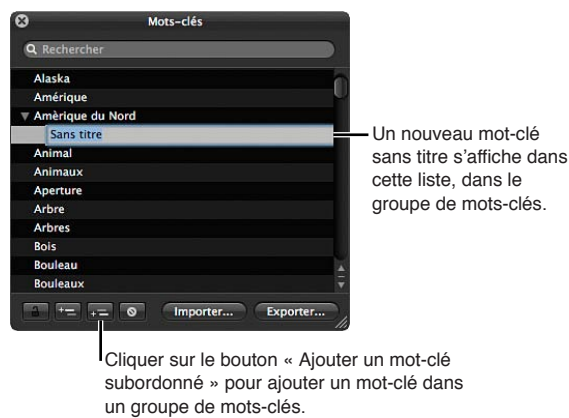 Mots-clés
Rechercher
Alaska
Amérique
Amèrique du Nord
Sans titre
Animal
Animaux
Aperture
Arbre
Arbres
Bois
Bouleau
Bouleaux
Importer...
Exporter...
Un nouveau mot-clé
sans titre s’affiche dans
cette liste, dans le
groupe de mots-clés.
Cliquer sur le bouton « Ajouter un mot-clé
subordonné » pour ajouter un mot-clé dans
un groupe de mots-clés.